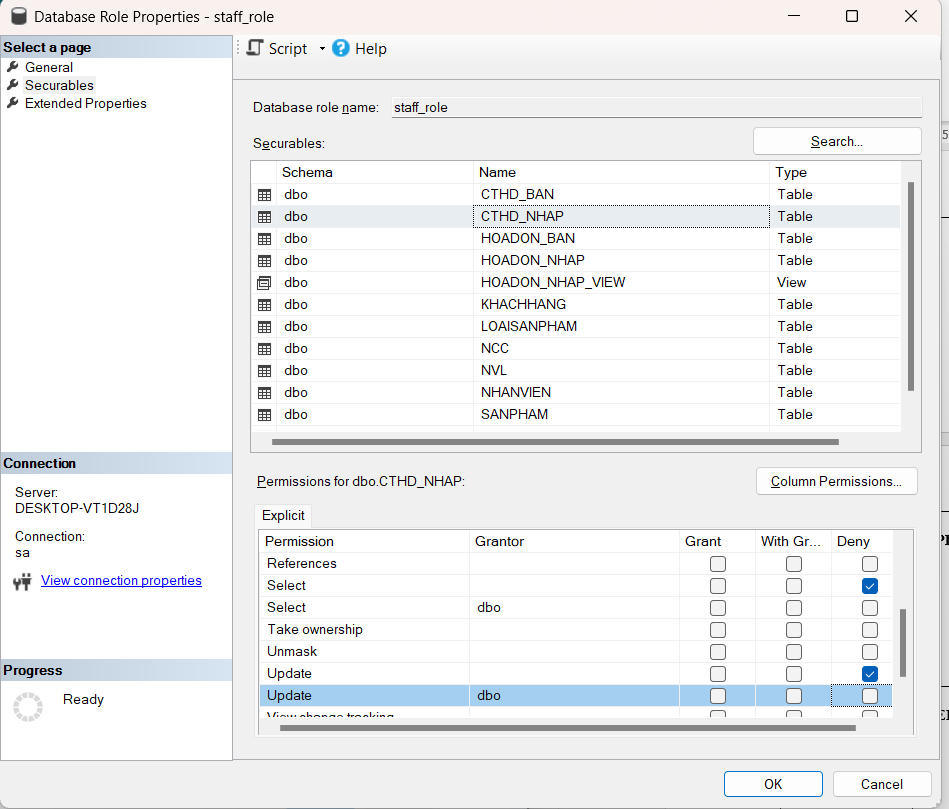 Database Role Properties - staff_role
Select a page
General
Securables
Extended Properties
Script
Help
Database role name: staff_role
Securables:
Search...
Schema Name Type
dbo CTHD_BAN Table
dbo CTHD_NHAP Table
dbo HOADON_BAN Table
dbo HOADON_NHAP Table
dbo HOADON_NHAP_VIEW View
dbo KHACHHANG Table
dbo LOAISANPHAM Table
dbo NCC Table
dbo NVL Table
dbo NHANVIEN Table
dbo SANPHAM Table
Connection
Server:
DESKTOP-VT1D28J
Connection:
sa
View connection properties
Progress
Ready
Permissions for dbo.CTHD_NHAP:
Column Permissions...
Explicit
Permission Grantor Grant With Gr... Deny
References
Select
Select dbo
Take ownership
Unmask
Update
Update dbo
View change tracking
OK Cancel